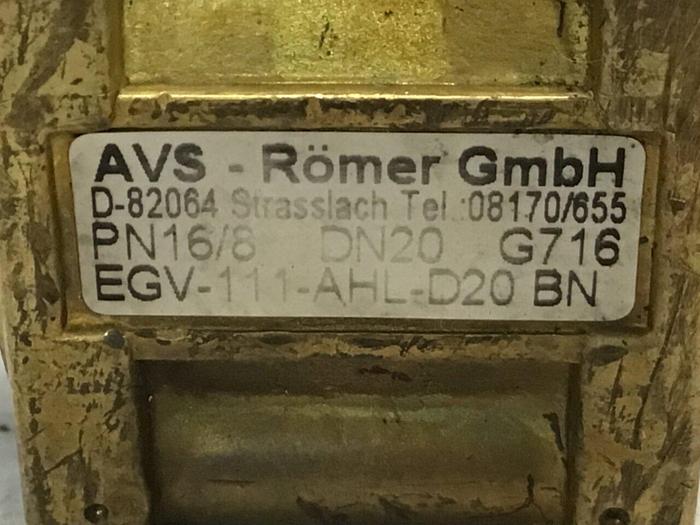 AVS - Römer GmbH
D-82064 Strasslach Tel.:08170/655
PN16/8 DN20 G716
EGV-111-AHL-D20 BN